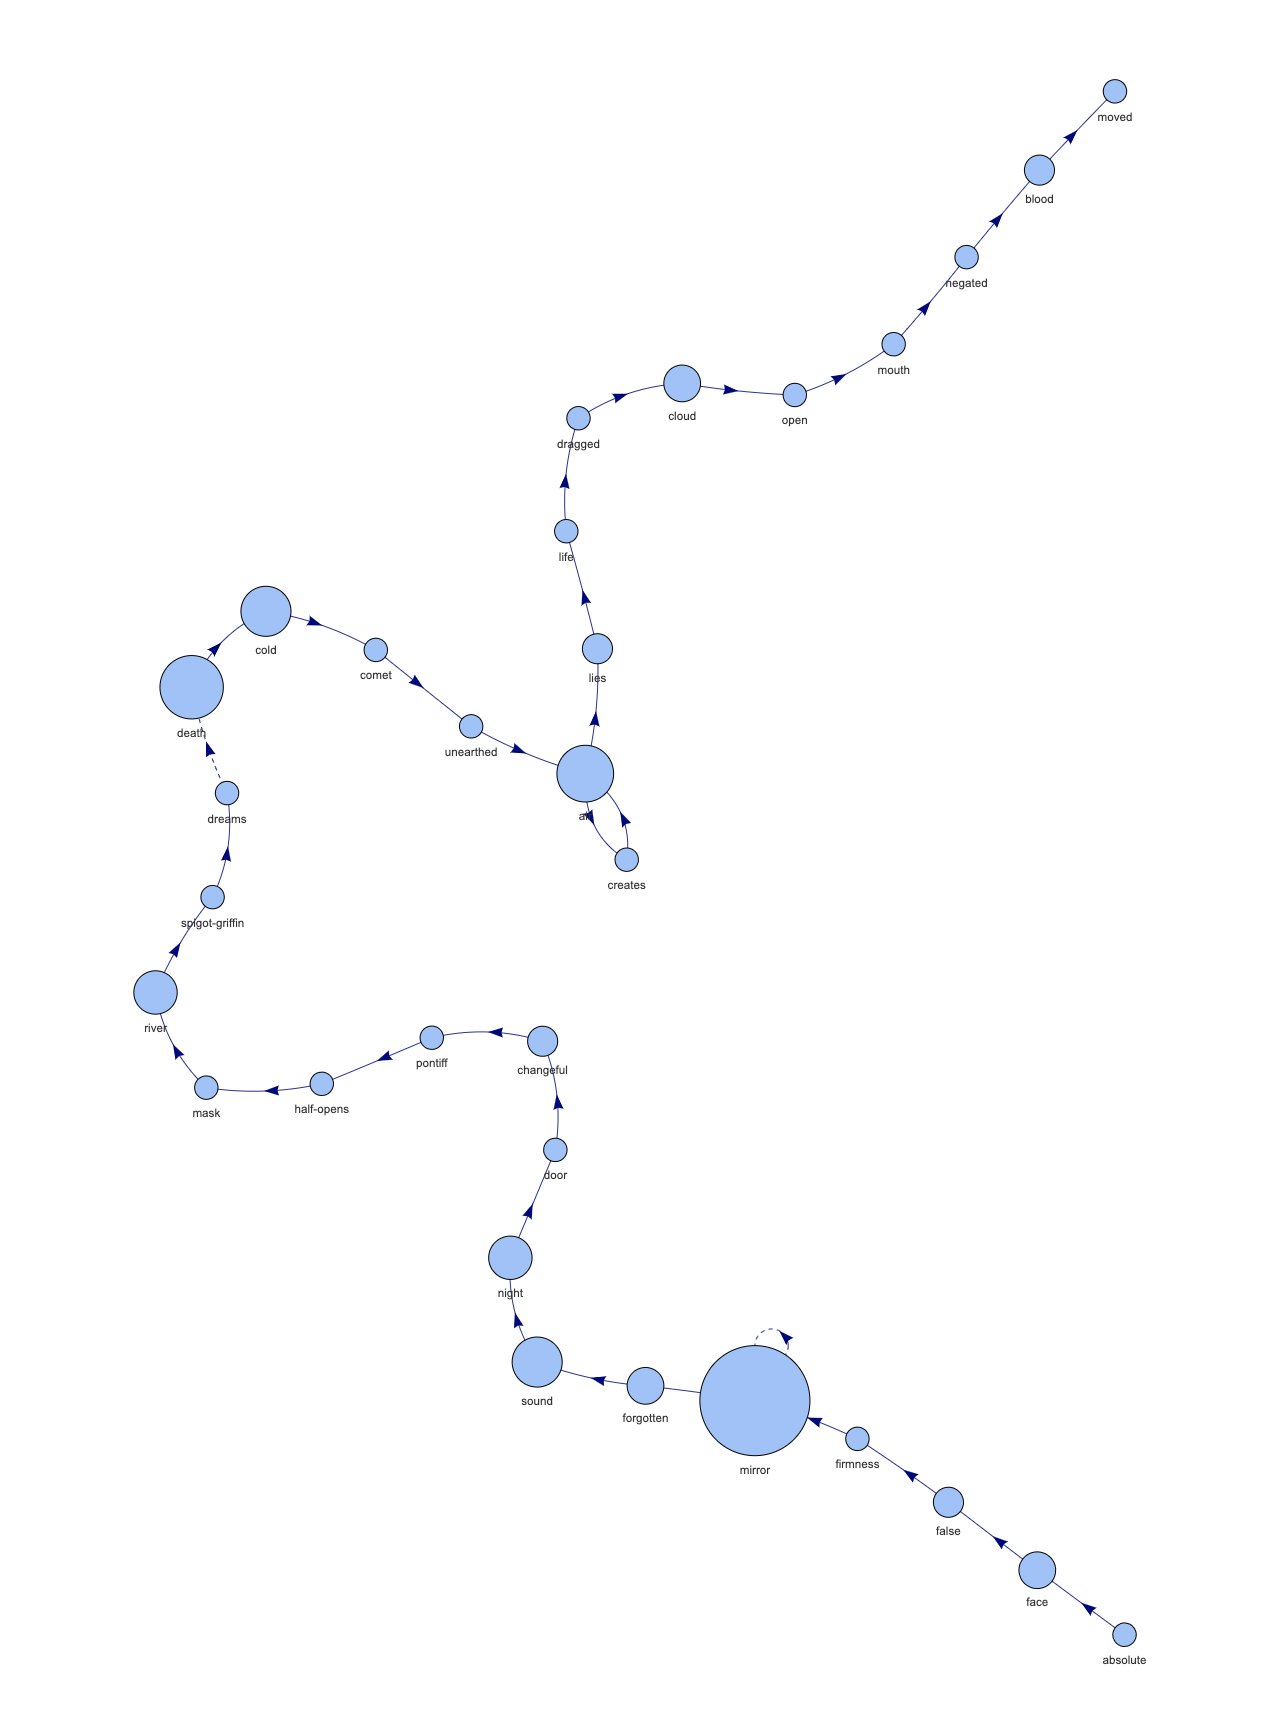 moved
blood
negated
mouth
cloud
open
dragged
life
cold
comet
lies
death
unearthed
dreams
creates
spigot-griffin
river
pontiff
changeful
mask
half-opens
door
night
sound
forgotten
mirror
firmness
false
face
absolute